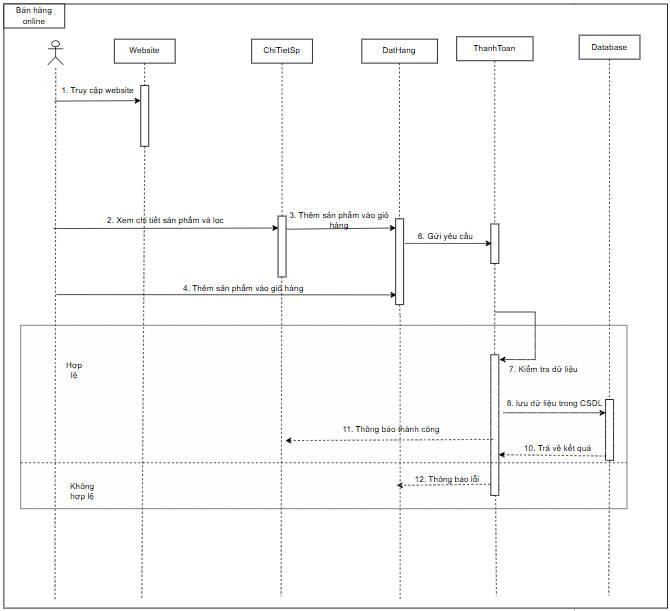 Bán hàng
online
Website
ChiTietSp
DatHang
ThanhToan
Database
1. Truy cập website
2. Xem chi tiết sản phẩm và lọc
3. Thêm sản phẩm vào giỏ
hàng
6. Gửi yêu cầu
4. Thêm sản phẩm vào giỏ hàng
Hợp
lệ
7. Kiểm tra dữ liệu
8. lưu dữ liệu trong CSDL
11. Thông báo thành công
10. Trả về kết quả
12. Thông báo lỗi
Không
hợp lệ